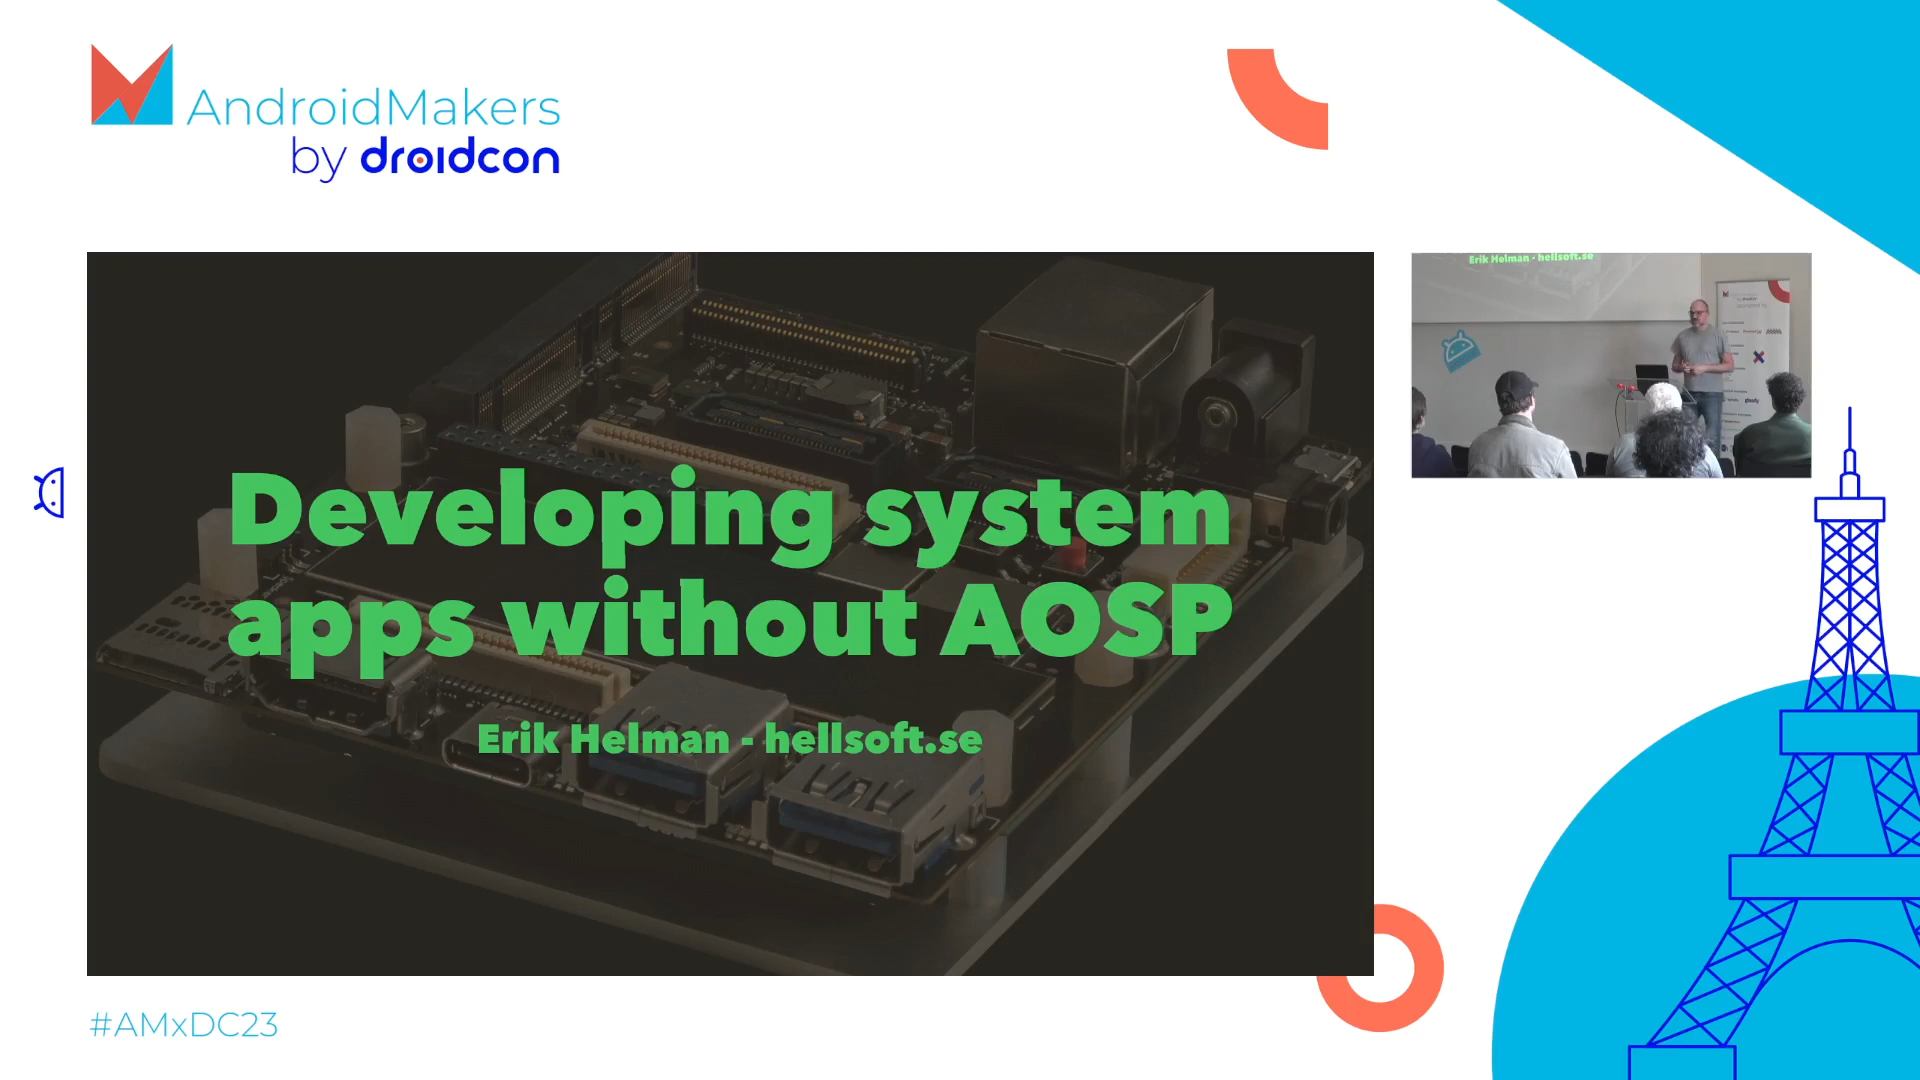 AndroidMakers
by droidcon
Developing system
apps without AOSP
Erik Helman - hellsoft.se
Erik Helman - hellsoft.se
#AMxDC23